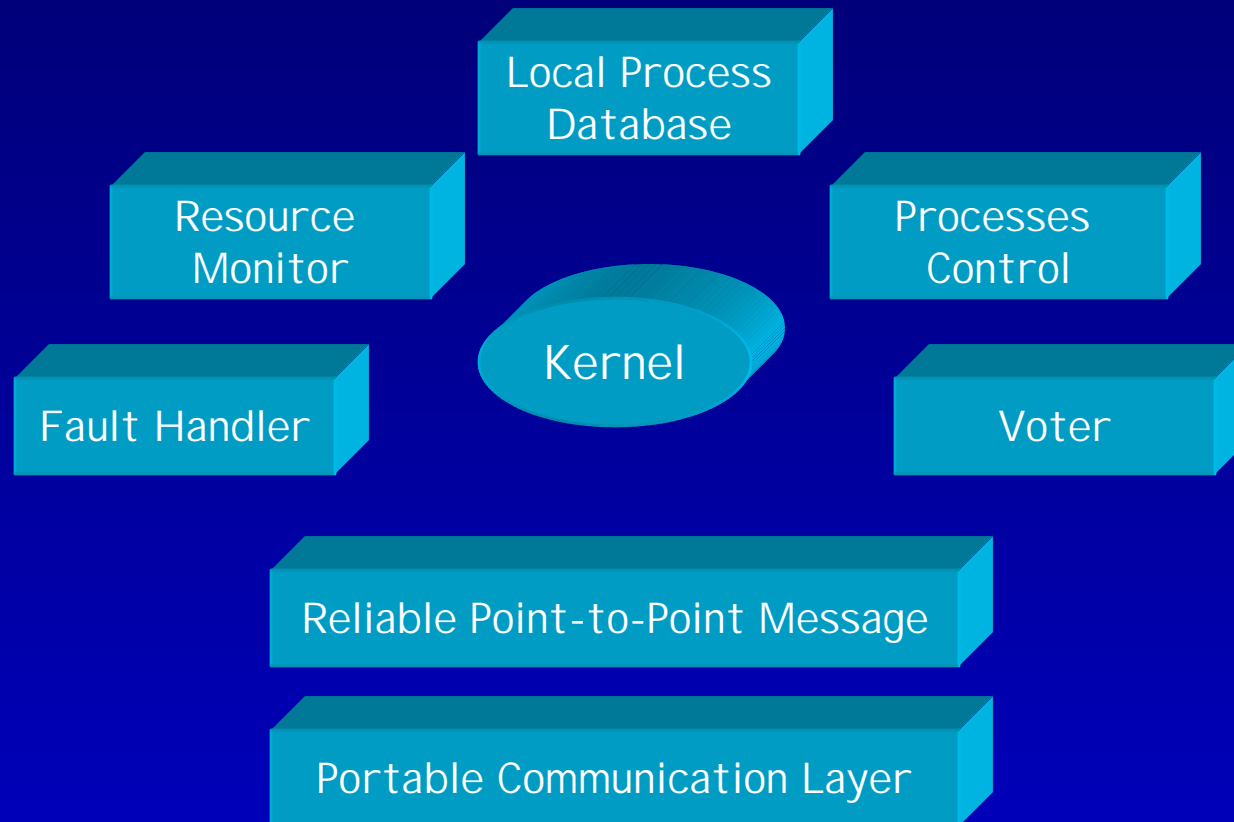 Local Process
Database
Resource
Monitor
Processes
Control
Kernel
Fault Handler
Voter
Reliable Point-to-Point Message
Portable Communication Layer